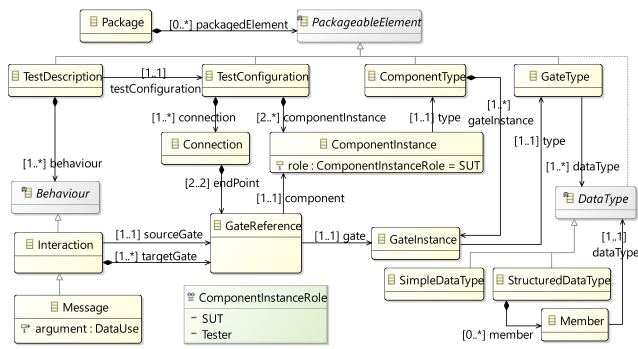 Package
[0..*] packagedElement
PackageableElement
TestDescription
[1..1]
testConfiguration
TestConfiguration
ComponentType
GateType
[1..*] connection
[2..*] componentInstance
[1..1] type
[1..*]
gateInstance
[1..1] type
Connection
ComponentInstance
role : ComponentInstanceRole = SUT
[1..*] behaviour
[1..*] dataType
[2..2] endPoint
[1..1] component
Behaviour
DataType
Interaction
[1..1] sourceGate
[1..*] targetGate
GateReference
[1..1] gate
GateInstance
[1..1]
dataType
SimpleDataType
StructuredDataType
Message
argument : DataUse
ComponentInstanceRole
SUT
Tester
[0..*] member
Member